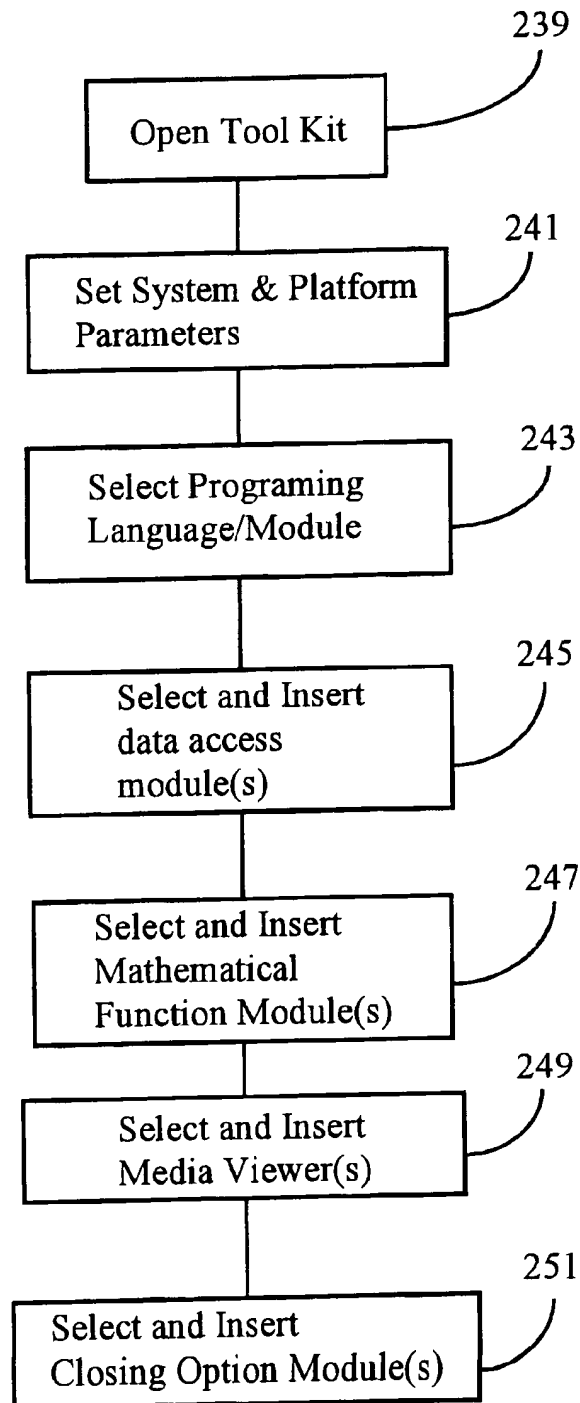 239
Open Tool Kit
241
Set System & Platform
Parameters
243
Select Programing
Language/Module
245
Select and Insert
data access
module(s)
247
Select and Insert
Mathematical
Function Module(s)
249
Select and Insert
Media Viewer(s)
251
Select and Insert
Closing Option Module(s)